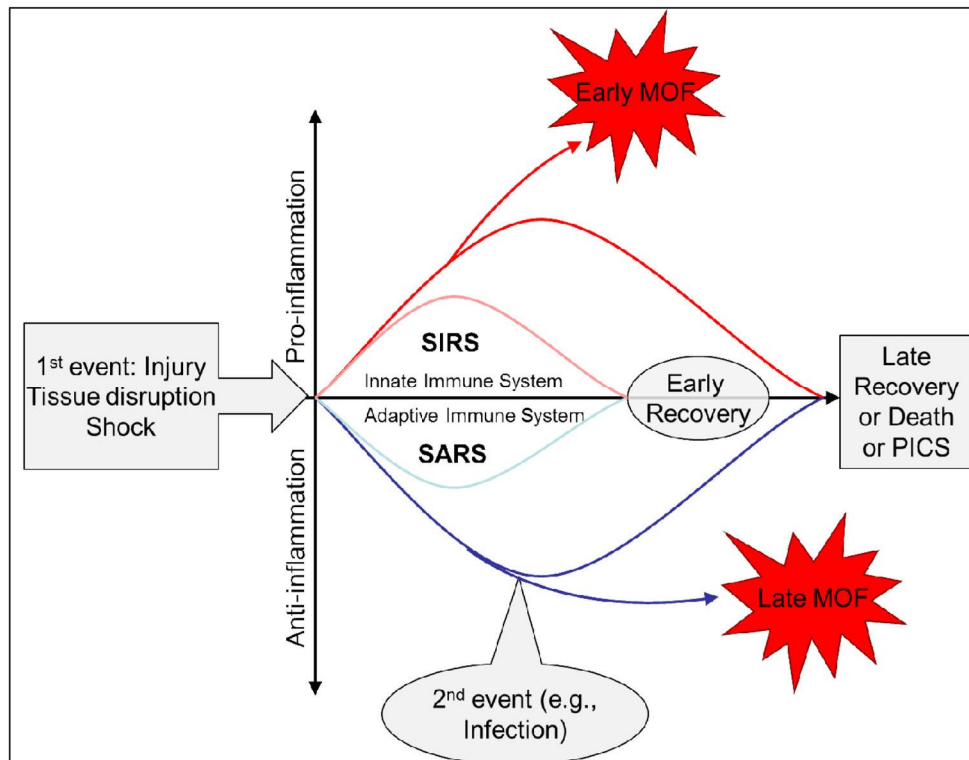 Early MOF
Pro-inflammation
1st event: Injury
Tissue disruption
Shock
SIRS
Innate Immune System
Adaptive Immune System
SARS
Early
Recovery
Late
Recovery
or Death
or PICS
Anti-inflammation
Late MOF
2nd event (e.g.,
Infection)